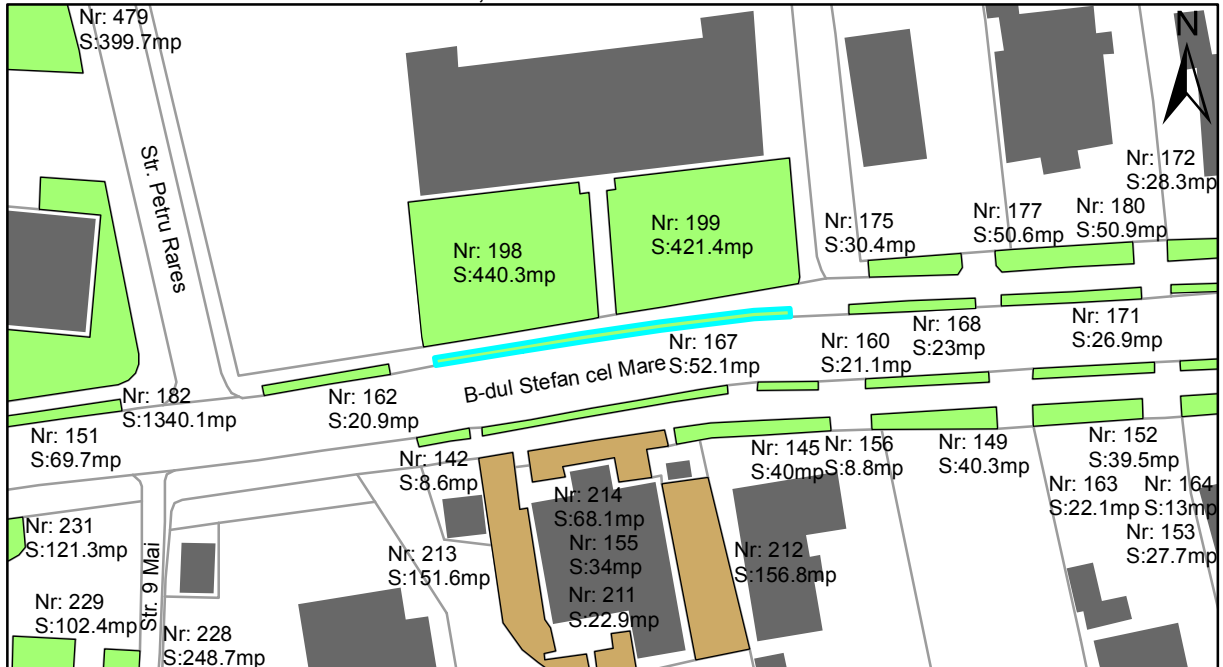 Nr: 479
S:399.7mp
N
Str. Petru Rares
Nr: 172
S:28.3mp
Nr: 198
S:440.3mp
Nr: 199
S:421.4mp
Nr: 175
S:30.4mp
Nr: 177
S:50.6mp
Nr: 180
S:50.9mp
Nr: 167
S:52.1mp
Nr: 160
S:21.1mp
Nr: 168
S:23mp
Nr: 171
S:26.9mp
B-dul Stefan cel Mare
Nr: 182
S:1340.1mp
Nr: 162
S:20.9mp
Nr: 151
S:69.7mp
Nr: 142
S:8.6mp
Nr: 145
S:40mp
Nr: 156
S:8.8mp
Nr: 149
S:40.3mp
Nr: 152
S:39.5mp
Nr: 163
S:22.1mp
Nr: 164
S:13mp
Nr: 153
S:27.7mp
Nr: 214
S:68.1mp
Nr: 155
S:34mp
Nr: 211
S:22.9mp
Nr: 213
S:151.6mp
Nr: 212
S:156.8mp
Nr: 231
S:121.3mp
Str. 9 Mai
Nr: 229
S:102.4mp
Nr: 228
S:248.7mp